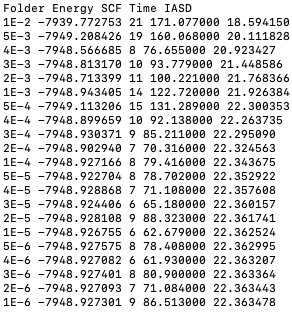 Folder Energy SCF Time IASD
1E-2 -7939.772753 21 171.077000 18.594150
5E-3 -7949.208426 19 160.068000 20.111828
4E-3 -7948.566685 8 76.655000 20.923427
3E-3 -7948.813170 10 93.779000 21.448586
2E-3 -7948.713399 11 100.221000 21.768366
1E-3 -7948.943405 14 122.720000 21.926384
5E-4 -7949.113206 15 131.289000 22.300353
4E-4 -7948.899659 10 92.138000 22.263735
3E-4 -7948.930371 9 85.211000 22.295090
2E-4 -7948.902940 7 70.316000 22.324563
1E-4 -7948.927166 8 79.416000 22.343675
5E-5 -7948.922704 8 78.702000 22.352922
4E-5 -7948.928868 7 71.108000 22.357608
3E-5 -7948.924406 6 65.180000 22.360157
2E-5 -7948.928108 9 88.323000 22.361741
1E-5 -7948.926755 6 62.679000 22.362524
5E-6 -7948.927575 8 78.408000 22.362995
4E-6 -7948.927082 6 61.930000 22.363207
3E-6 -7948.927401 8 80.900000 22.363364
2E-6 -7948.927093 7 71.084000 22.363443
1E-6 -7948.927301 9 86.513000 22.363478